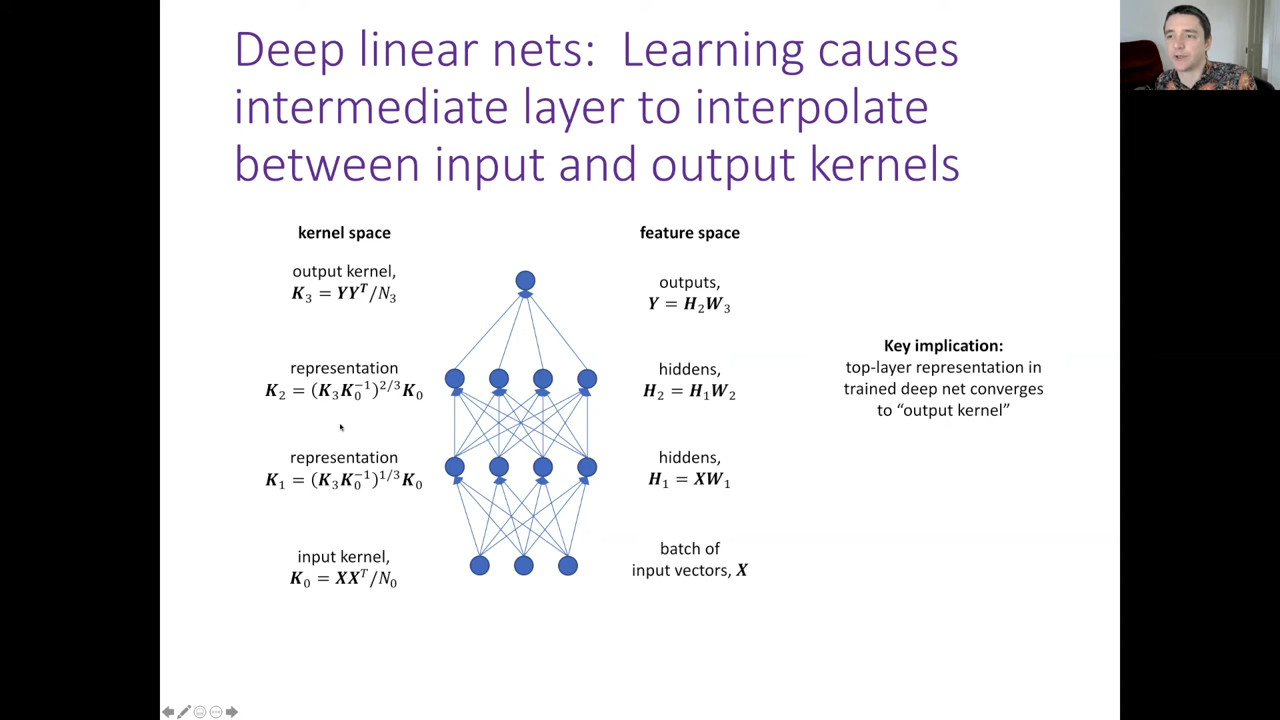 Deep linear nets: Learning causes
intermediate layer to interpolate
between input and output kernels
kernel space
output kernel,
K₃ = YYᵀ/N₃
representation
K₂ = (K₃K₀⁻¹)²ᐟ³K₀
representation
K₁ = (K₃K₀⁻¹)¹ᐟ³K₀
input kernel,
K₀ = XXᵀ/N₀
feature space
outputs,
Y = H₂W₃
hiddens,
H₂ = H₁W₂
hiddens,
H₁ = XW₁
batch of
input vectors, X
Key implication:
top-layer representation in
trained deep net converges
to “output kernel”